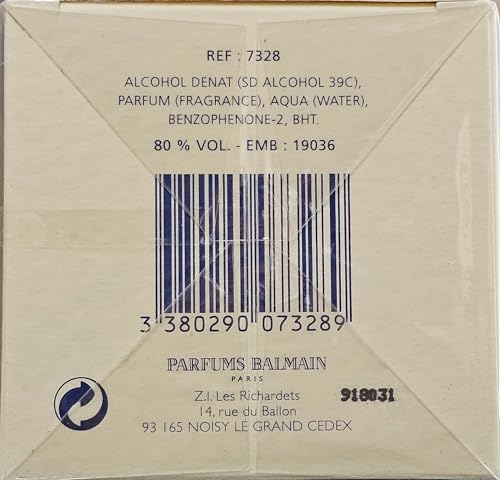 REF : 7328
ALCOHOL DENAT (SD ALCOHOL 39C),
PARFUM (FRAGRANCE), AQUA (WATER),
BENZOPHENONE-2, BHT.
80 % VOL. - EMB : 19036
3 380290 073289
PARFUMS BALMAIN
PARIS
Z.I. Les Richardets
14, rue du Ballon
93 165 NOISY LE GRAND CEDEX
918031